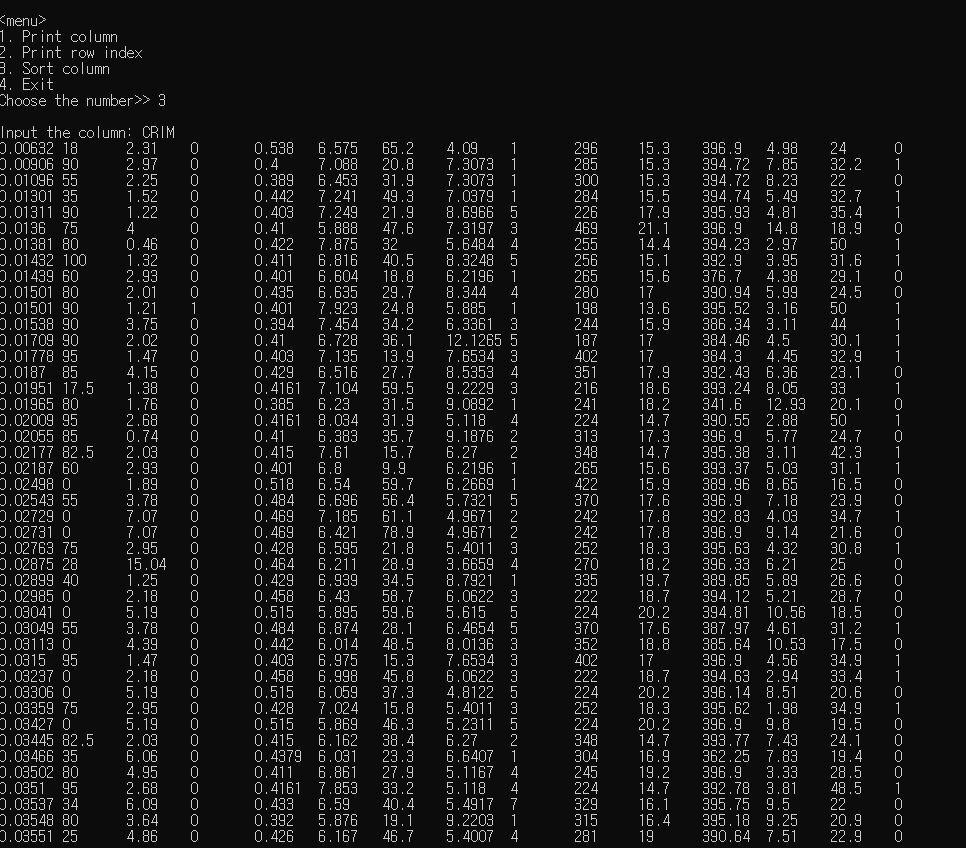 <menu>
1. Print column
2. Print row index
3. Sort column
4. Exit
Choose the number>> 3
Input the column: CRIM
0.00632 18 2.31 0 0.538 6.575 65.2 4.09 1 296 15.3 396.9 4.98 24 0
0.00906 90 2.97 0 0.4 7.088 20.8 7.3073 1 285 15.3 394.72 7.85 32.2 1
0.01096 55 2.25 0 0.389 6.453 31.9 7.3073 1 300 15.3 394.72 8.23 22 0
0.01301 35 1.52 0 0.442 7.241 49.3 7.0379 1 284 15.5 394.74 5.49 32.7 1
0.01311 90 1.22 0 0.403 7.249 21.9 8.6966 5 226 17.9 395.93 4.81 35.4 1
0.0136 75 4 0 0.41 5.888 47.6 7.3197 3 469 21.1 396.9 14.8 18.9 0
0.01381 80 0.46 0 0.422 7.875 32 5.6484 4 255 14.4 394.23 2.97 50 1
0.01432 100 1.32 0 0.411 6.816 40.5 8.3248 5 256 15.1 392.9 3.95 31.6 1
0.01439 60 2.93 0 0.401 6.604 18.8 6.2196 1 265 15.6 376.7 4.38 29.1 0
0.01501 80 2.01 0 0.435 6.635 29.7 8.344 4 280 17 390.94 5.99 24.5 0
0.01501 90 1.21 1 0.401 7.923 24.8 5.885 1 198 13.6 395.52 3.16 50 1
0.01538 90 3.75 0 0.394 7.454 34.2 6.3361 3 244 15.9 386.34 3.11 44 1
0.01709 90 2.02 0 0.41 6.728 36.1 12.1265 5 187 17 384.46 4.5 30.1 1
0.01778 95 1.47 0 0.403 7.135 13.9 7.6534 3 402 17 384.3 4.45 32.9 1
0.0187 85 4.15 0 0.429 6.516 27.7 8.5353 4 351 17.9 392.43 6.36 23.1 0
0.01951 17.5 1.38 0 0.4161 7.104 59.5 9.2229 3 216 18.6 393.24 8.05 33 1
0.01965 80 1.76 0 0.385 6.23 31.5 9.0892 1 241 18.2 341.6 12.93 20.1 0
0.02009 95 2.68 0 0.4161 8.034 31.9 5.118 4 224 14.7 390.55 2.88 50 1
0.02055 85 0.74 0 0.41 6.383 35.7 9.1876 2 313 17.3 396.9 5.77 24.7 0
0.02177 82.5 2.03 0 0.415 7.61 15.7 6.27 2 348 14.7 395.38 3.11 42.3 1
0.02187 60 2.93 0 0.401 6.8 9.9 6.2196 1 265 15.6 393.37 5.03 31.1 1
0.02498 0 1.89 0 0.518 6.54 59.7 6.2669 1 422 15.9 389.96 8.65 16.5 0
0.02543 55 3.78 0 0.484 6.696 56.4 5.7321 5 370 17.6 396.9 7.18 23.9 0
0.02729 0 7.07 0 0.469 7.185 61.1 4.9671 2 242 17.8 392.83 4.03 34.7 1
0.02731 0 7.07 0 0.469 6.421 78.9 4.9671 2 242 17.8 396.9 9.14 21.6 0
0.02763 75 2.95 0 0.428 6.595 21.8 5.4011 3 252 18.3 395.63 4.32 30.8 1
0.02875 28 15.04 0 0.464 6.211 28.9 3.6659 4 270 18.2 396.33 6.21 25 0
0.02899 40 1.25 0 0.429 6.939 34.5 8.7921 1 335 19.7 389.85 5.89 26.6 0
0.02985 0 2.18 0 0.458 6.43 58.7 6.0622 3 222 18.7 394.12 5.21 28.7 0
0.03041 0 5.19 0 0.515 5.895 59.6 5.615 5 224 20.2 394.81 10.56 18.5 0
0.03049 55 3.78 0 0.484 6.874 28.1 6.4654 5 370 17.6 387.97 4.61 31.2 1
0.03113 0 4.39 0 0.442 6.014 48.5 8.0136 3 352 18.8 385.64 10.53 17.5 0
0.0315 95 1.47 0 0.403 6.975 15.3 7.6534 3 402 17 396.9 4.56 34.9 1
0.03237 0 2.18 0 0.458 6.998 45.8 6.0622 3 222 18.7 394.63 2.94 33.4 1
0.03306 0 5.19 0 0.515 6.059 37.3 4.8122 5 224 20.2 396.14 8.51 20.6 0
0.03359 75 2.95 0 0.428 7.024 15.8 5.4011 3 252 18.3 395.62 1.98 34.9 1
0.03427 0 5.19 0 0.515 5.869 46.3 5.2311 5 224 20.2 396.9 9.8 19.5 0
0.03445 82.5 2.03 0 0.415 6.162 38.4 6.27 2 348 14.7 393.77 7.43 24.1 0
0.03466 35 6.06 0 0.4379 6.031 23.3 6.6407 1 304 16.9 362.25 7.83 19.4 0
0.03502 80 4.95 0 0.411 6.861 27.9 5.1167 4 245 19.2 396.9 3.33 28.5 0
0.0351 95 2.68 0 0.4161 7.853 33.2 5.118 4 224 14.7 392.78 3.81 48.5 1
0.03537 34 6.09 0 0.433 6.59 40.4 5.4917 7 329 16.1 395.75 9.5 22 0
0.03548 80 3.64 0 0.392 5.876 19.1 9.2203 1 315 16.4 395.18 9.25 20.9 0
0.03551 25 4.86 0 0.426 6.167 46.7 5.4007 4 281 19 390.64 7.51 22.9 0